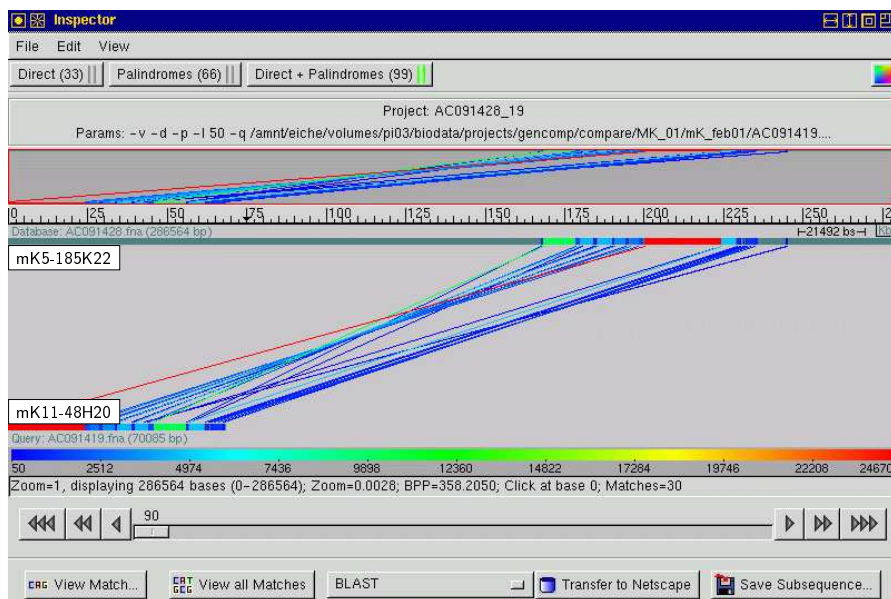 Inspector
File Edit View
Direct (33) Palindromes (66) Direct + Palindromes (99)
Project: AC091428_19
Params: -v -d -p -l 50 -q /amnt/eiche/volumes/pi03/biodata/projects/gencomp/compare/MK_01/mK_feb01/AC091419....
0 25 50 75 100 125 150 175 200 225 250
Database: AC091428.fna (286564 bp) 21492 bs Kb
mK5-185K22
mK11-48H20
Query: AC091419.fna (70085 bp)
50 2512 4974 7436 9898 12360 14822 17284 19746 22208 24670
Zoom=1, displaying 286564 bases (0-286564); Zoom=0.0028; BPP=358.2050; Click at base 0; Matches=30
90
CAG View Match... CAT GCG View all Matches BLAST Transfer to Netscape Save Subsequence...